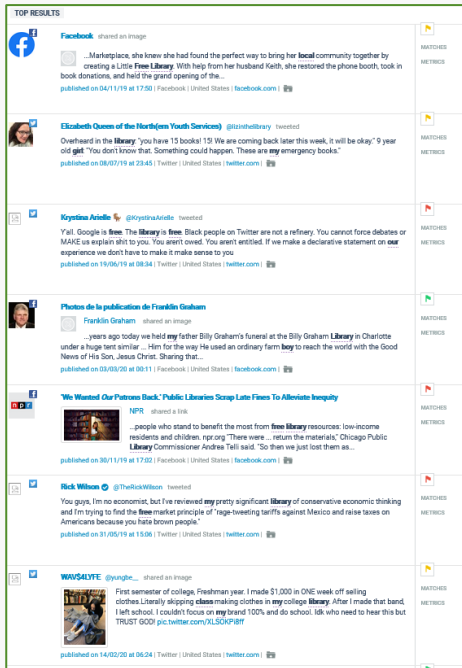 TOP RESULTS
Facebook shared an image
...Marketplace, she knew she had found the perfect way to bring her local community together by
creating a Little Free Library. With help from her husband Keith, she restored the phone booth, took in
book donations, and held the grand opening of the...
published on 04/11/19 at 17:50 | Facebook | United States | facebook.com |
MATCHES
METRICS
Elizabeth Queen of the North(ern Youth Services) @lizinthelibrary tweeted
Overheard in the library: "you have 15 books! 15! We are coming back later this week, it will be okay." 9 year
old girl: "You don't know that. Something could happen. These are my emergency books."
published on 08/07/19 at 23:45 | Twitter | United States | twitter.com |
MATCHES
METRICS
Krystina Arielle @KrystinaArielle tweeted
Y'all. Google is free. The library is free. Black people on Twitter are not a refinery. You cannot force debates or
MAKE us explain shit to you. You aren't owed. You aren't entitled. If we make a declarative statement on our
experience we don't have to make it make sense to you
published on 19/06/19 at 08:34 | Twitter | United States | twitter.com |
MATCHES
METRICS
Photos de la publication de Franklin Graham
Franklin Graham shared an image
...years ago today we held my father Billy Graham's funeral at the Billy Graham Library in Charlotte
under a huge tent similar ... Him for the way He used an ordinary farm boy to reach the world with the Good
News of His Son, Jesus Christ. Sharing that...
published on 03/03/20 at 00:11 | Facebook | United States | facebook.com |
MATCHES
METRICS
npr
'We Wanted Our Patrons Back.' Public Libraries Scrap Late Fines To Alleviate Inequity
NPR shared a link
...people who stand to benefit the most from free library resources: low-income
residents and children. npr.org "There were ... return the materials," Chicago Public
Library Commissioner Andrea Telli said. "So then we just lost them as...
published on 30/11/19 at 17:02 | Facebook | United States | facebook.com |
MATCHES
METRICS
Rick Wilson @TheRickWilson tweeted
You guys, I'm no economist, but I've reviewed my pretty significant library of conservative economic thinking
and I'm trying to find the free market principle of "rage-tweeting tariffs against Mexico and raise taxes on
Americans because you hate brown people."
published on 31/05/19 at 15:06 | Twitter | United States | twitter.com |
MATCHES
METRICS
WAV$4LYFE @yungbe__ shared an image
First semester of college, Freshman year. I made $1,000 in ONE week off selling
clothes.Literally skipping class making clothes in my college library. After I made that band,
I left school. I couldn't focus on my brand 100% and do school. Idk who need to hear this but
TRUST GOD! pic.twitter.com/XLSOKPi8ff
published on 14/02/20 at 06:24 | Twitter | United States | twitter.com |
MATCHES
METRICS